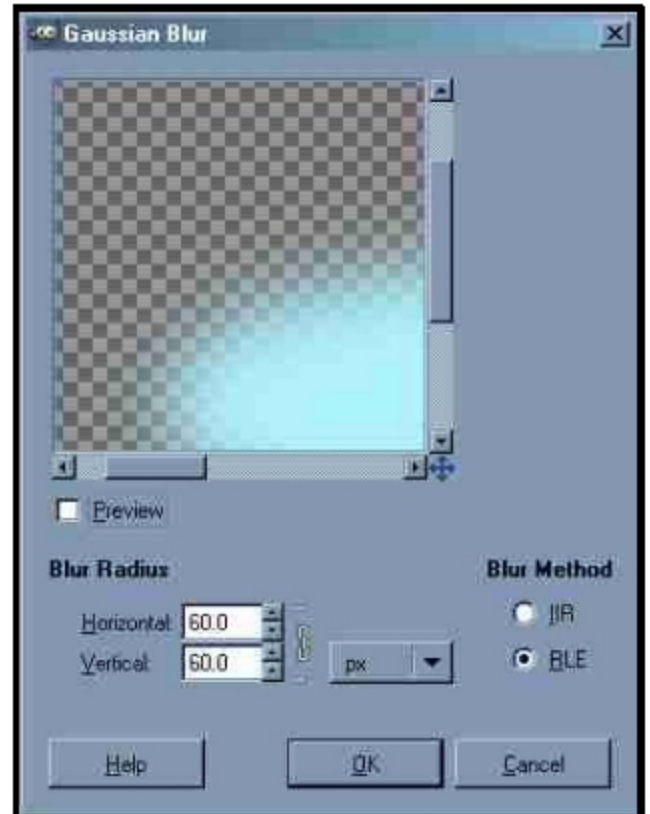 Gaussian Blur
Preview
Blur Radius
Blur Method
Horizontal: 60.0
Vertical: 60.0
px
IIR
RLE
Help
OK
Cancel